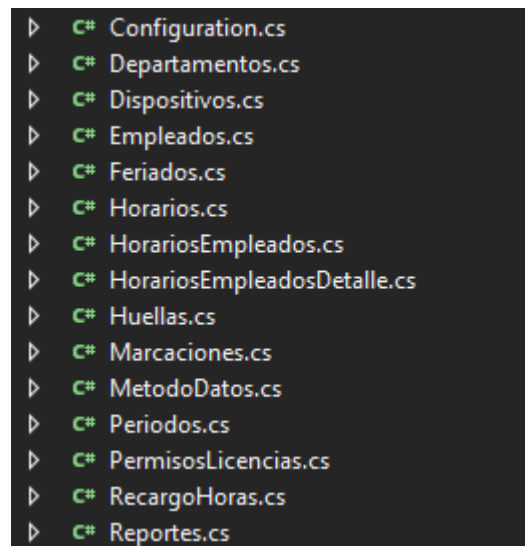 C# Configuration.cs
C# Departamentos.cs
C# Dispositivos.cs
C# Empleados.cs
C# Feriados.cs
C# Horarios.cs
C# HorariosEmpleados.cs
C# HorariosEmpleadosDetalle.cs
C# Huellas.cs
C# Marcaciones.cs
C# MetodoDatos.cs
C# Periodos.cs
C# PermisosLicencias.cs
C# RecargoHoras.cs
C# Reportes.cs